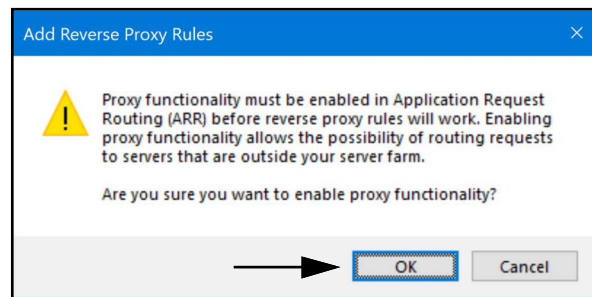 Add Reverse Proxy Rules
Proxy functionality must be enabled in Application Request
Routing (ARR) before reverse proxy rules will work. Enabling
proxy functionality allows the possibility of routing requests
to servers that are outside your server farm.
Are you sure you want to enable proxy functionality?
OK
Cancel